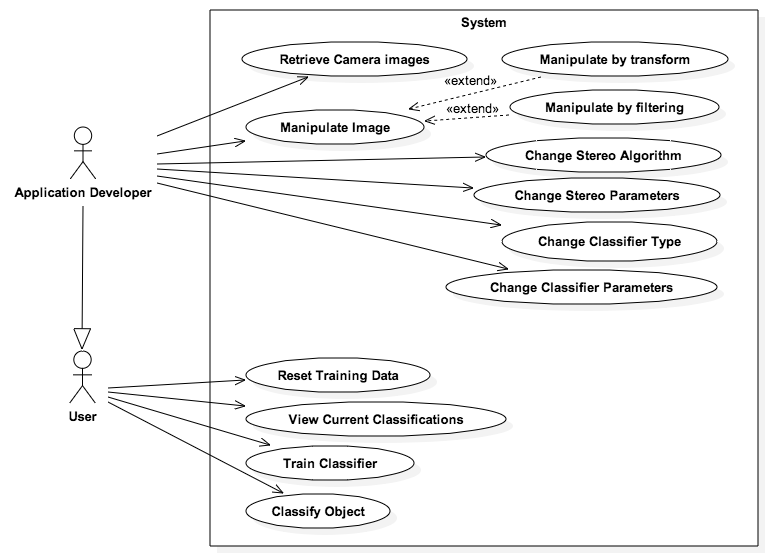 System
Retrieve Camera images
Manipulate by transform
«extend»
Manipulate by filtering
«extend»
Manipulate Image
Change Stereo Algorithm
Application Developer
Change Stereo Parameters
Change Classifier Type
Change Classifier Parameters
Reset Training Data
User
View Current Classifications
Train Classifier
Classify Object